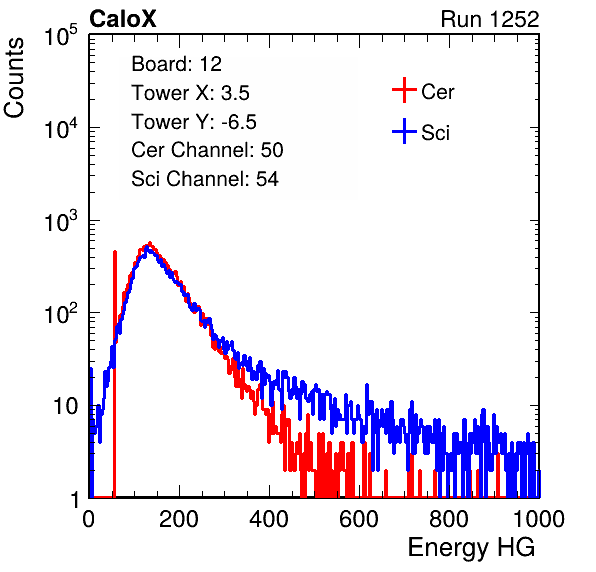 CaloX Run 1252
Counts
10^5
10^4
10^3
10^2
10
1
Board: 12
Tower X: 3.5
Tower Y: -6.5
Cer Channel: 50
Sci Channel: 54
Cer
Sci
0 200 400 600 800 1000
Energy HG